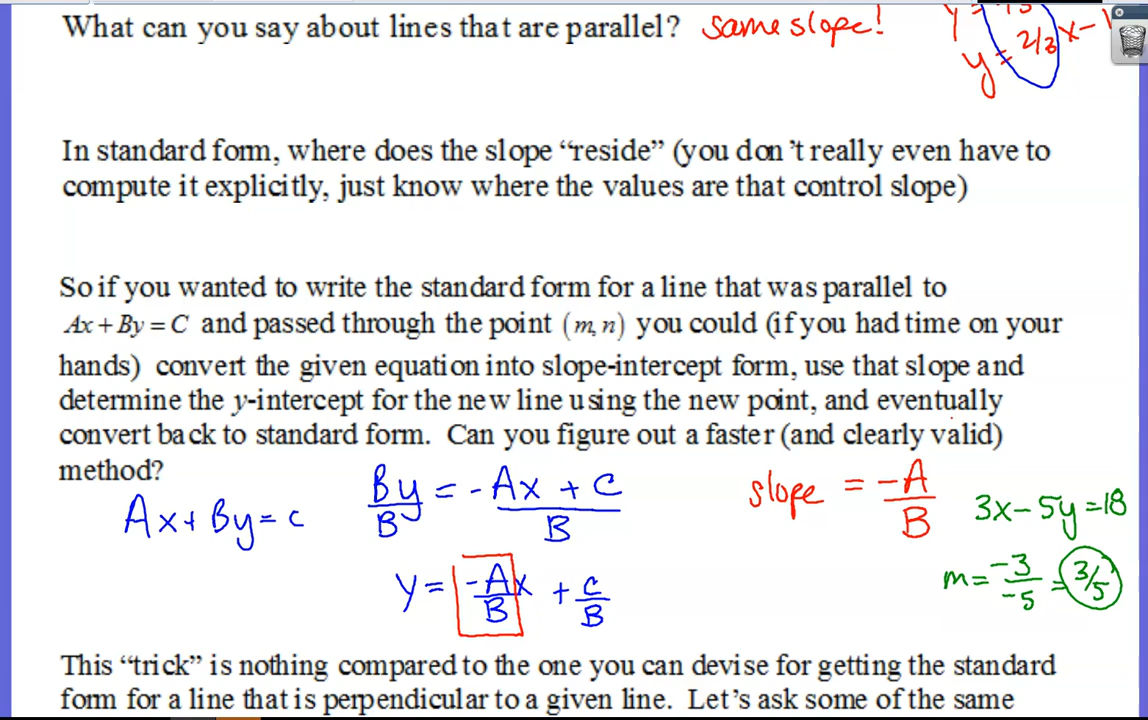 What can you say about lines that are parallel? same slope!
y = 2/3 x -
In standard form, where does the slope “reside” (you don’t really even have to
compute it explicitly, just know where the values are that control slope)
So if you wanted to write the standard form for a line that was parallel to
Ax + By = C and passed through the point (m, n) you could (if you had time on your
hands) convert the given equation into slope-intercept form, use that slope and
determine the y-intercept for the new line using the new point, and eventually
convert back to standard form. Can you figure out a faster (and clearly valid)
method?
Ax + By = C
By/B = -Ax + C/B
slope = -A/B
3x - 5y = 18
y = -A/B x + C/B
m = -3/-5 = 3/5
This “trick” is nothing compared to the one you can devise for getting the standard
form for a line that is perpendicular to a given line. Let’s ask some of the same